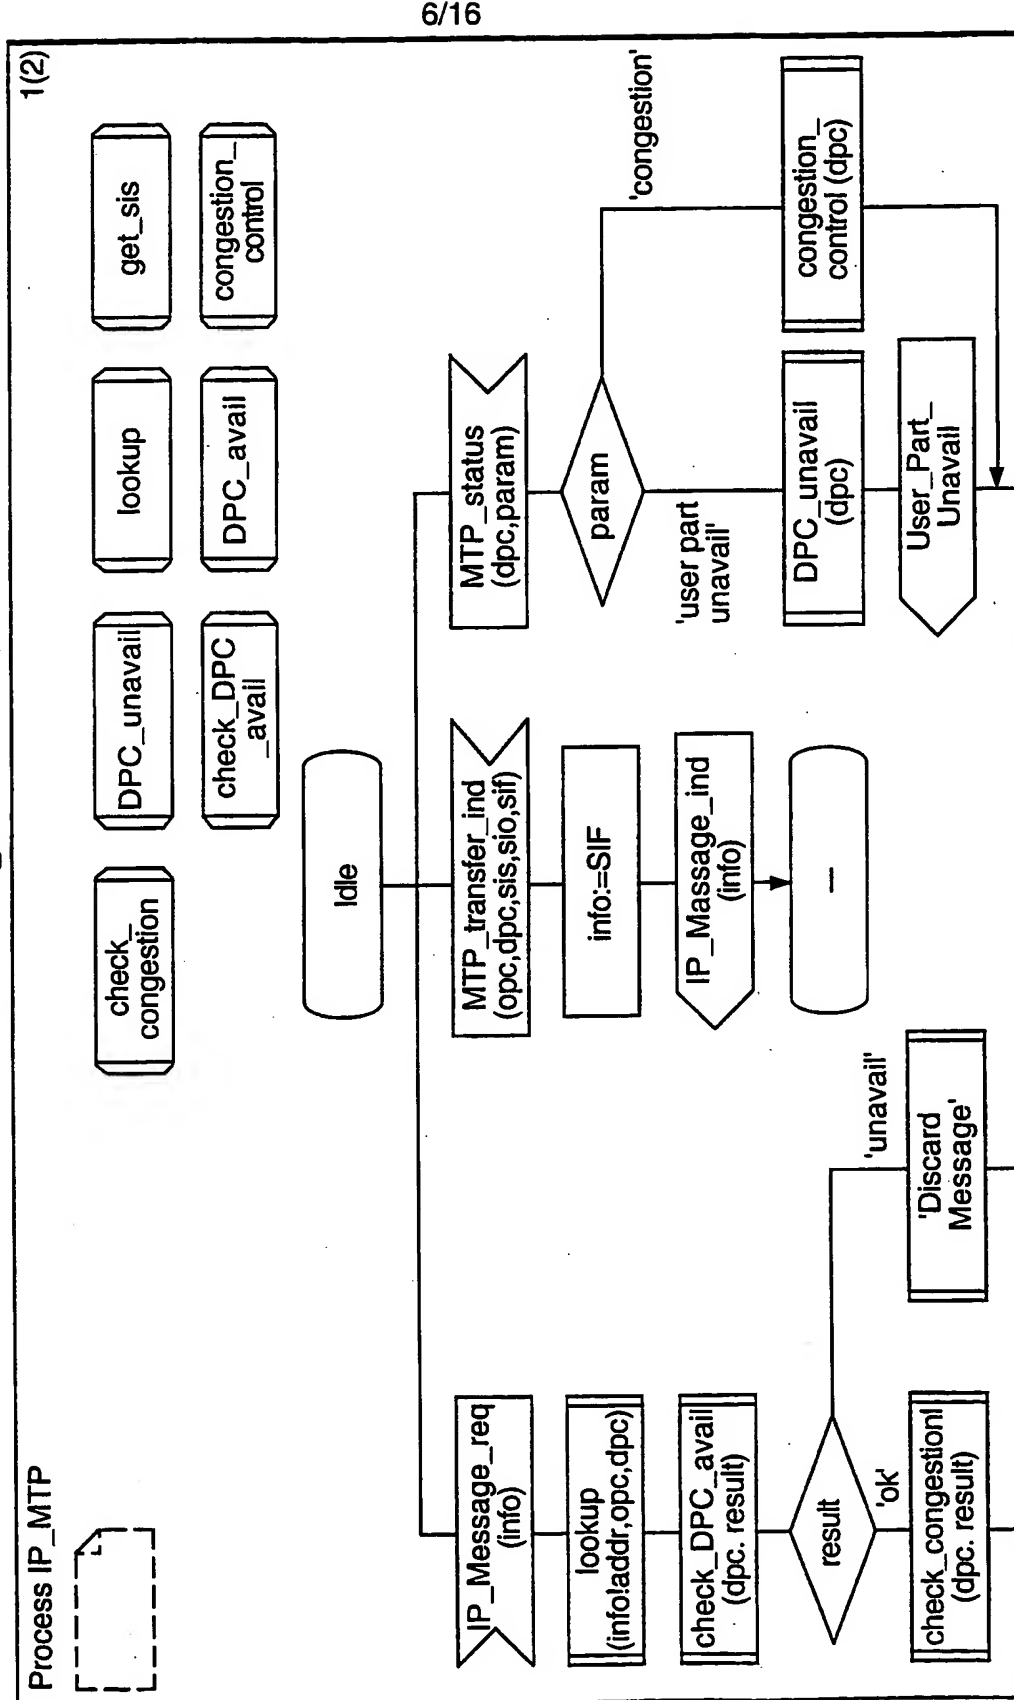 6/16
Process IP_MTP
1(2)
check_
congestion
DPC_unavail
lookup
get_sis
check_DPC
_avail
DPC_avail
congestion_
control
Idle
IP_Message_req
(info)
MTP_transfer_ind
(opc,dpc,sis,sio,sif)
MTP_status
(dpc,param)
lookup
(info!addr,opc,dpc)
info:=SIF
param
'congestion'
'user part
unavail'
check_DPC_avail
(dpc. result)
IP_Massage_ind
(info)
result
'ok'
'unavail'
–
DPC_unavail
(dpc)
congestion_
control (dpc)
check_congestionl
(dpc. result)
'Discard
Message'
User_Part_
Unavail